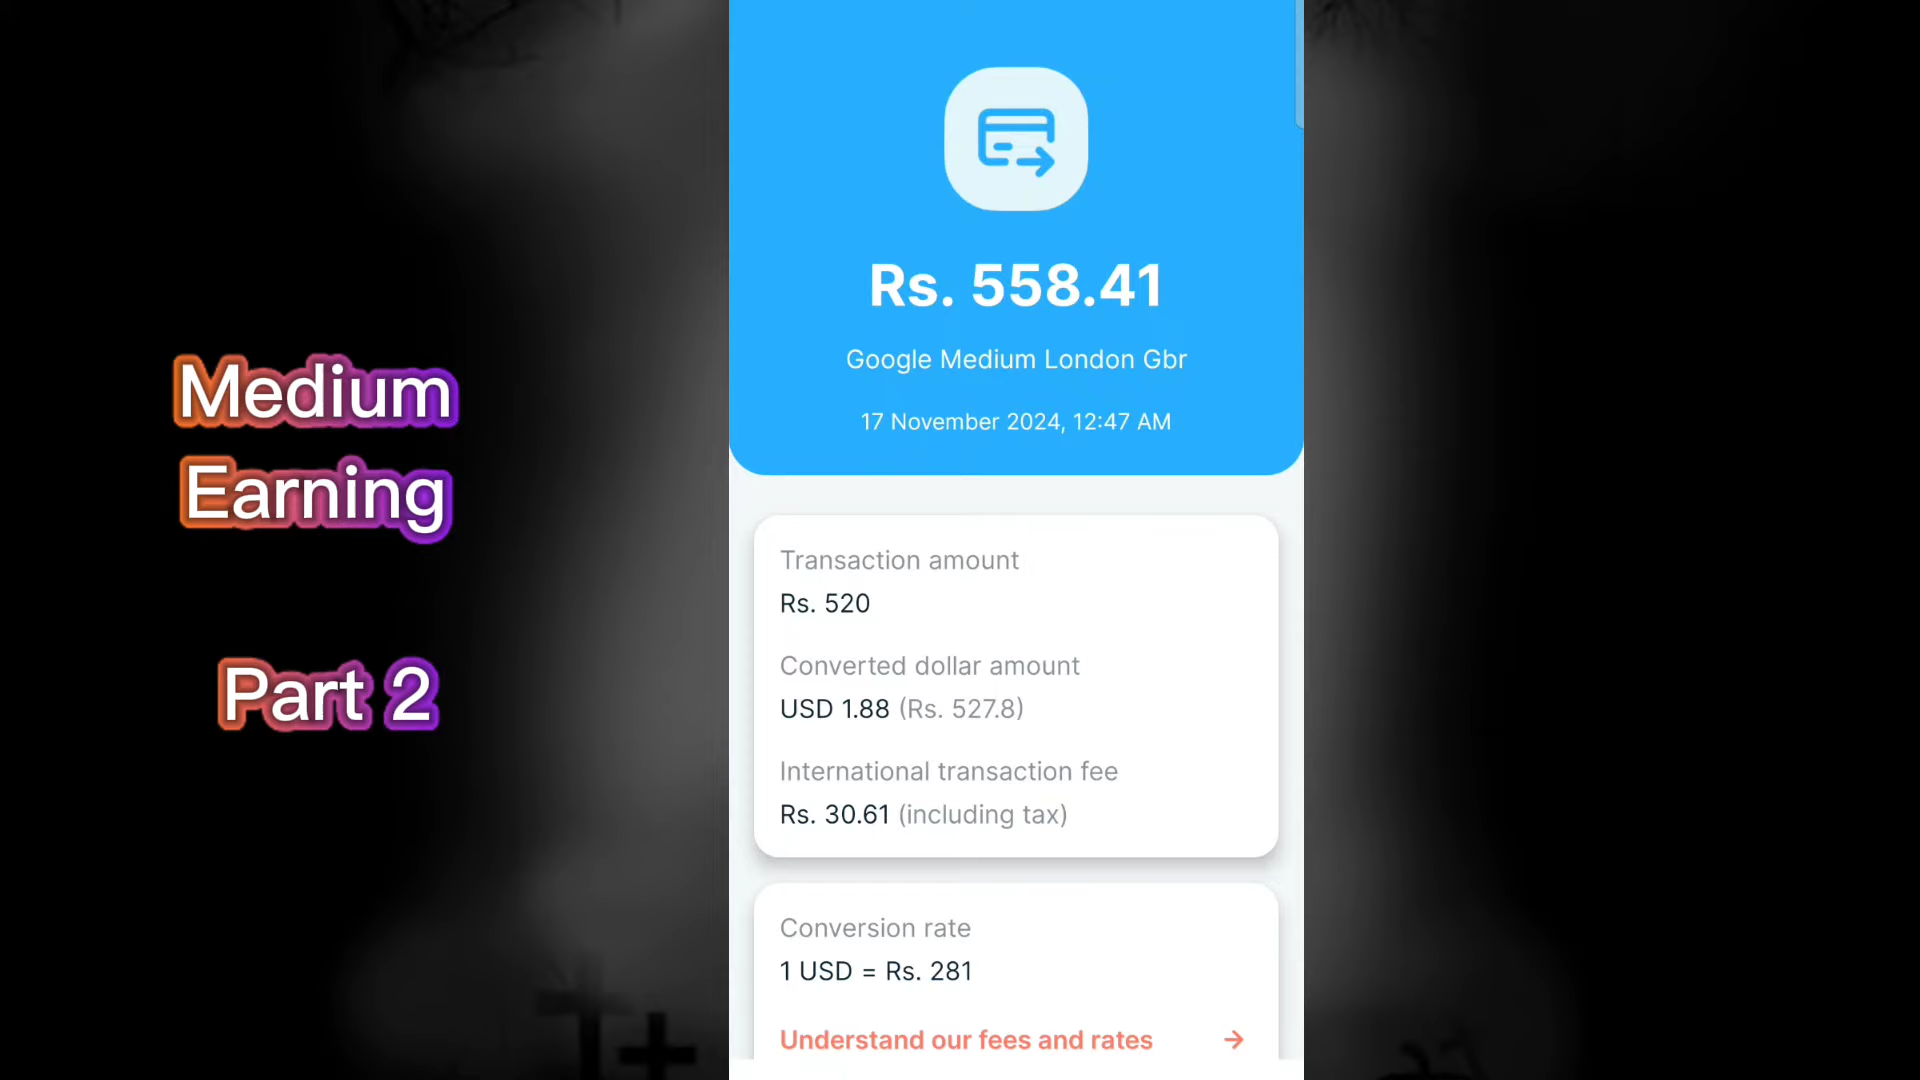 Medium
Earning
Part 2
Rs. 558.41
Google Medium London Gbr
17 November 2024, 12:47 AM
Transaction amount
Rs. 520
Converted dollar amount
USD 1.88 (Rs. 527.8)
International transaction fee
Rs. 30.61 (including tax)
Conversion rate
1 USD = Rs. 281
Understand our fees and rates